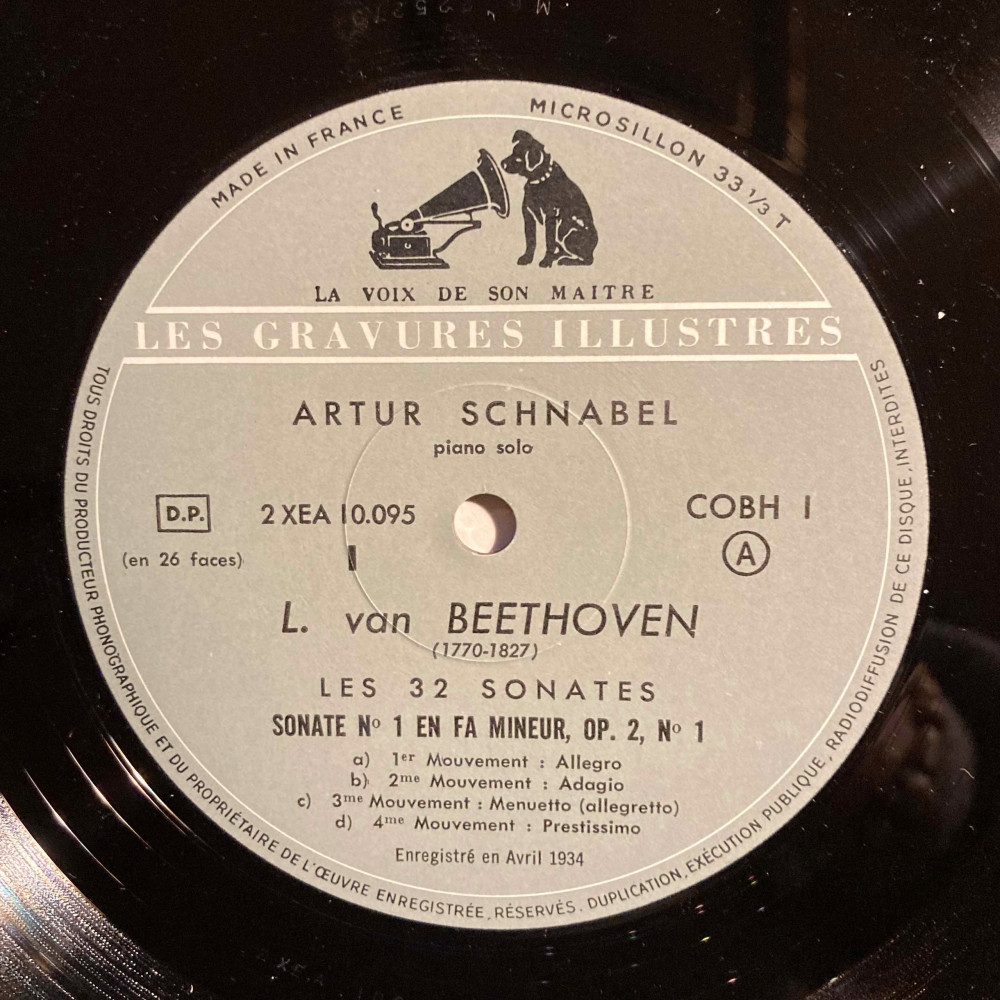 MADE IN FRANCE
MICROSILLON 33 1/3 T
LA VOIX DE SON MAITRE
LES GRAVURES ILLUSTRES
ARTUR SCHNABEL
piano solo
D.P.
2 XEA 10.095
COBH 1
(en 26 faces)
I
A
L. van BEETHOVEN
(1770-1827)
LES 32 SONATES
SONATE Nº 1 EN FA MINEUR, OP. 2, Nº 1
a) 1er Mouvement : Allegro
b) 2me Mouvement : Adagio
c) 3me Mouvement : Menuetto (allegretto)
d) 4me Mouvement : Prestissimo
Enregistré en Avril 1934
TOUS DROITS DU PRODUCTEUR PHONOGRAPHIQUE ET DU PROPRIÉTAIRE DE L'ŒUVRE ENREGISTRÉE, RÉSERVÉS. DUPLICATION, EXÉCUTION PUBLIQUE, RADIODIFFUSION DE CE DISQUE, INTERDITES